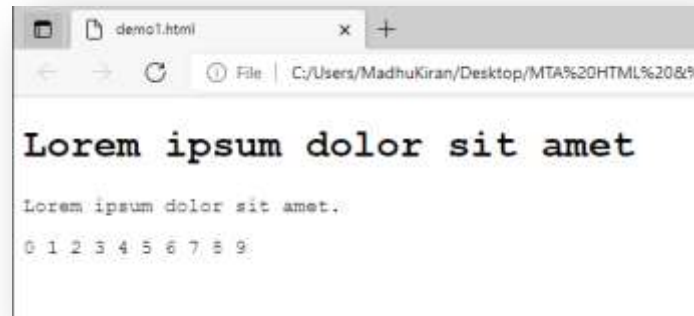 demo1.html
File | C:/Users/MadhuKiran/Desktop/MTA%20HTML%20&%
Lorem ipsum dolor sit amet
Lorem ipsum dolor sit amet.
0 1 2 3 4 5 6 7 8 9